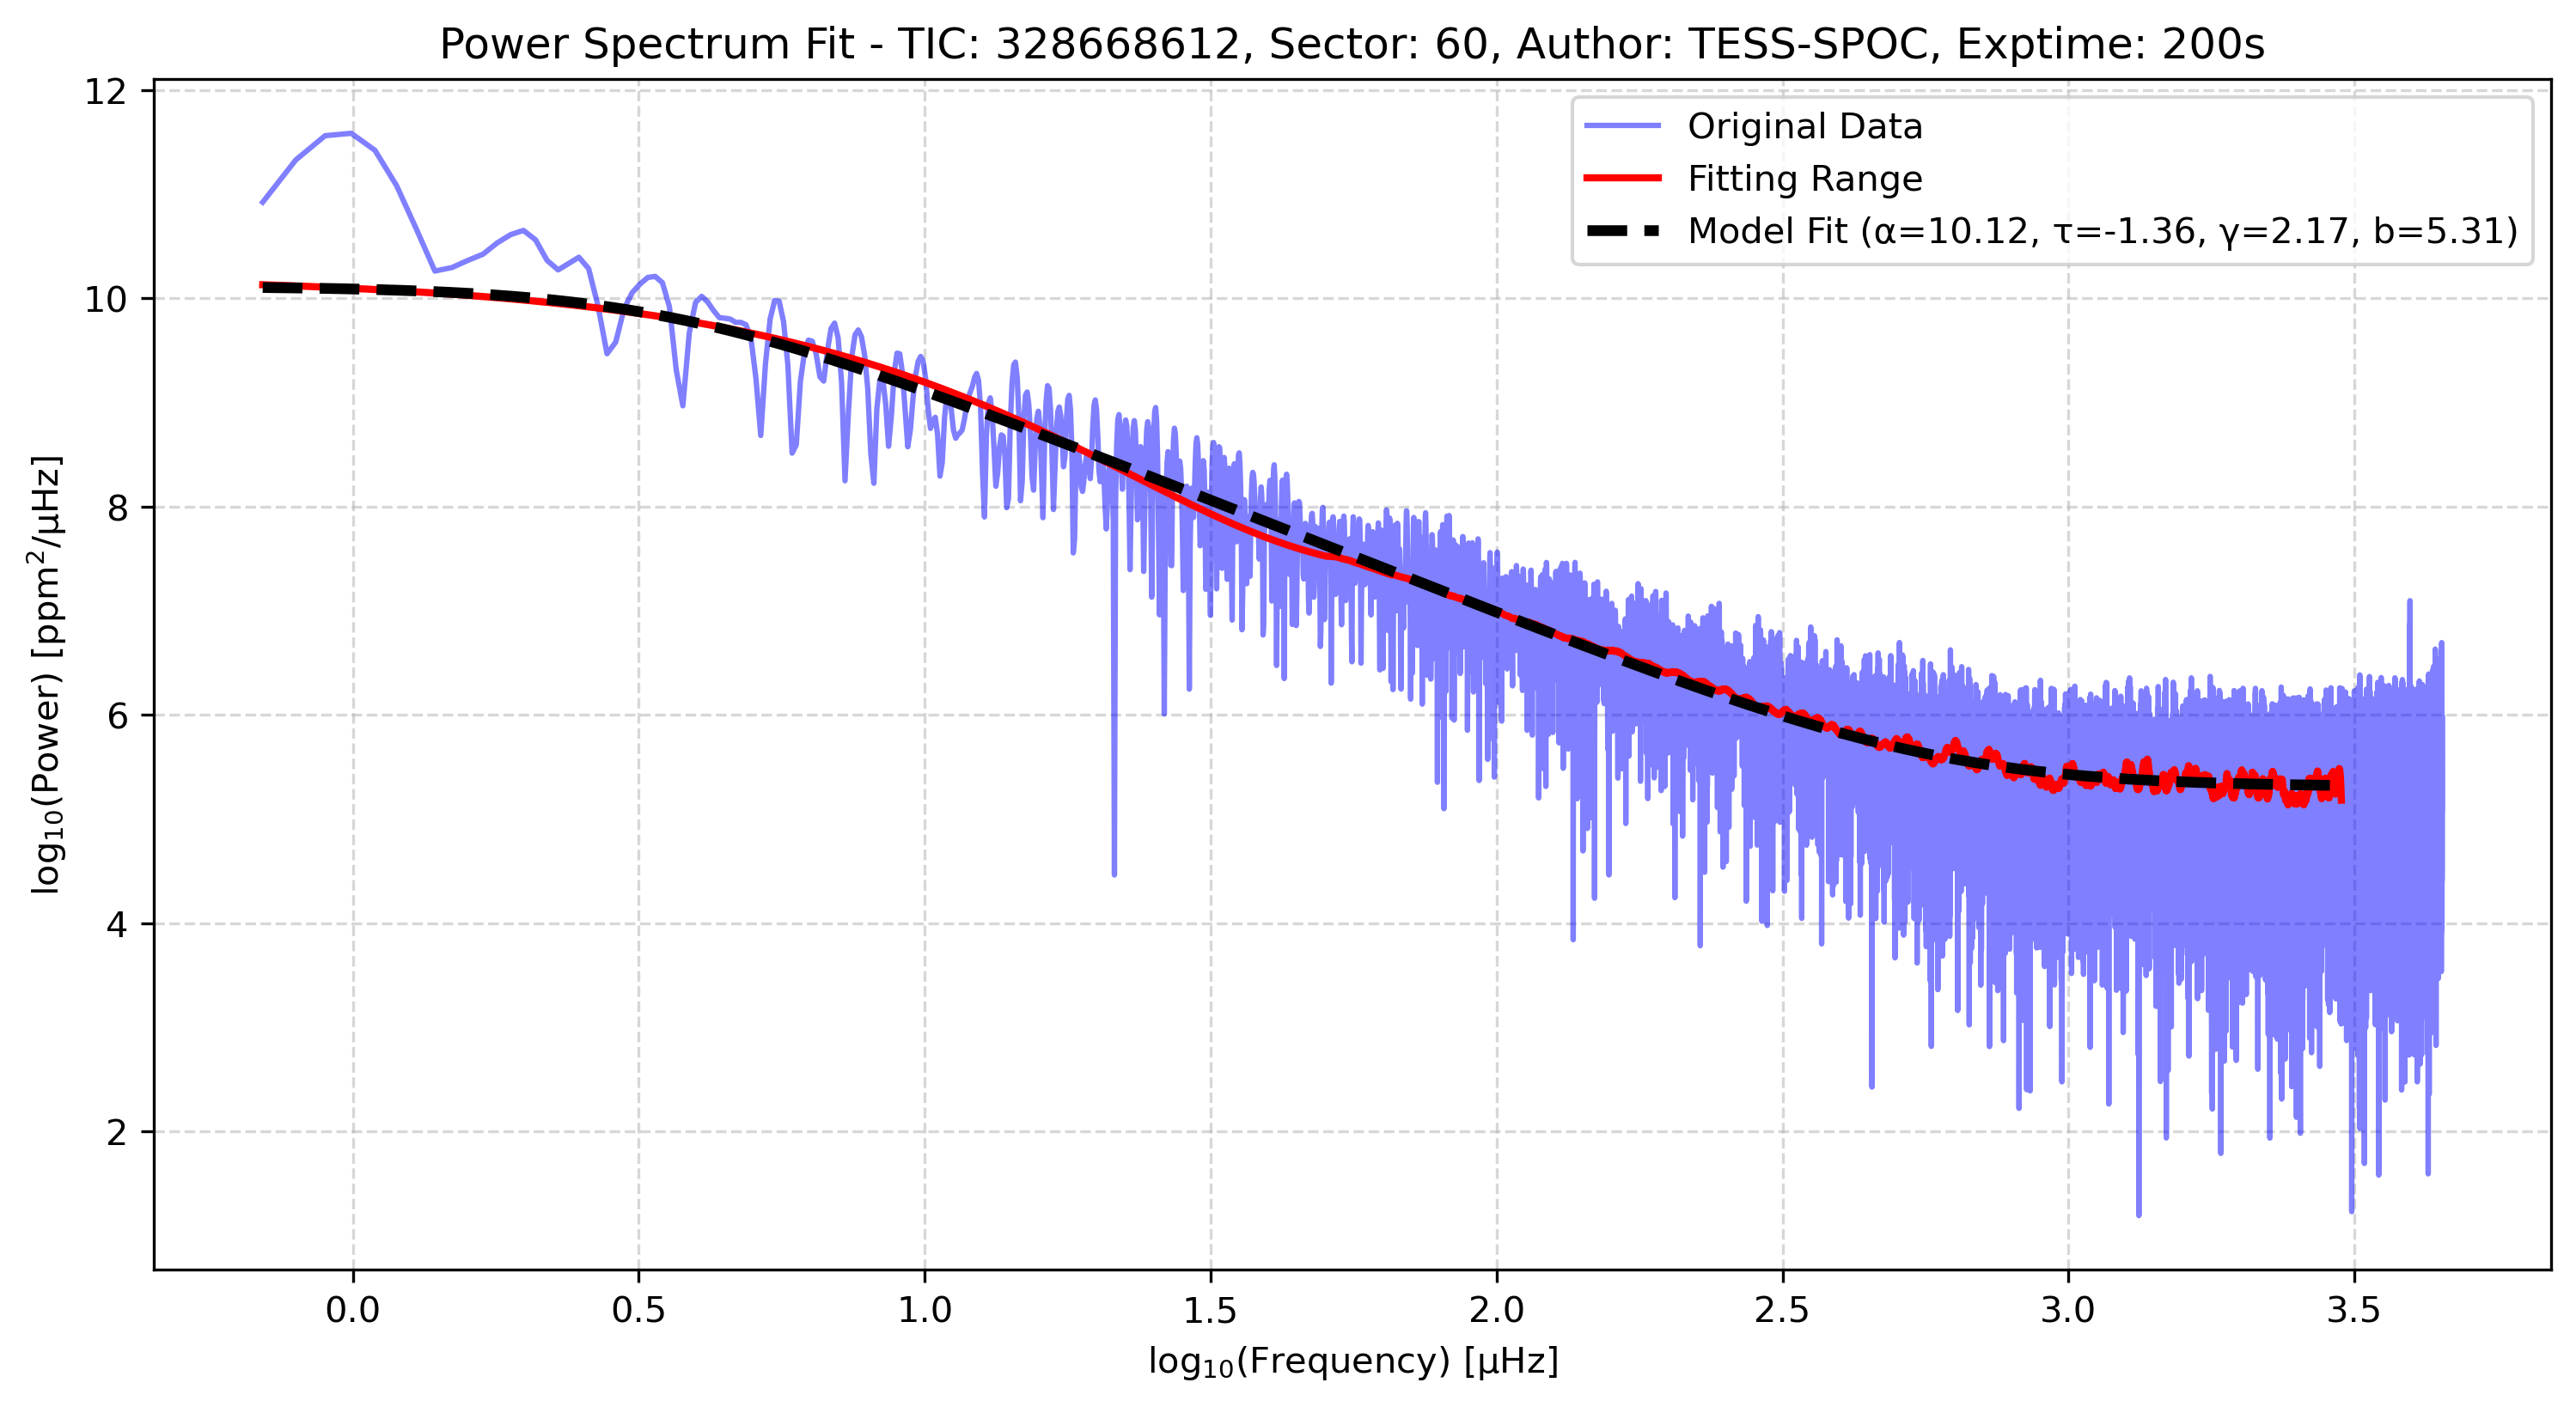 Power Spectrum Fit - TIC: 328668612, Sector: 60, Author: TESS-SPOC, Exptime: 200s
Original Data
Fitting Range
Model Fit (α=10.12, τ=-1.36, γ=2.17, b=5.31)
log₁₀(Power) [ppm²/μHz]
12
10
8
6
4
2
0.0 0.5 1.0 1.5 2.0 2.5 3.0 3.5
log₁₀(Frequency) [μHz]